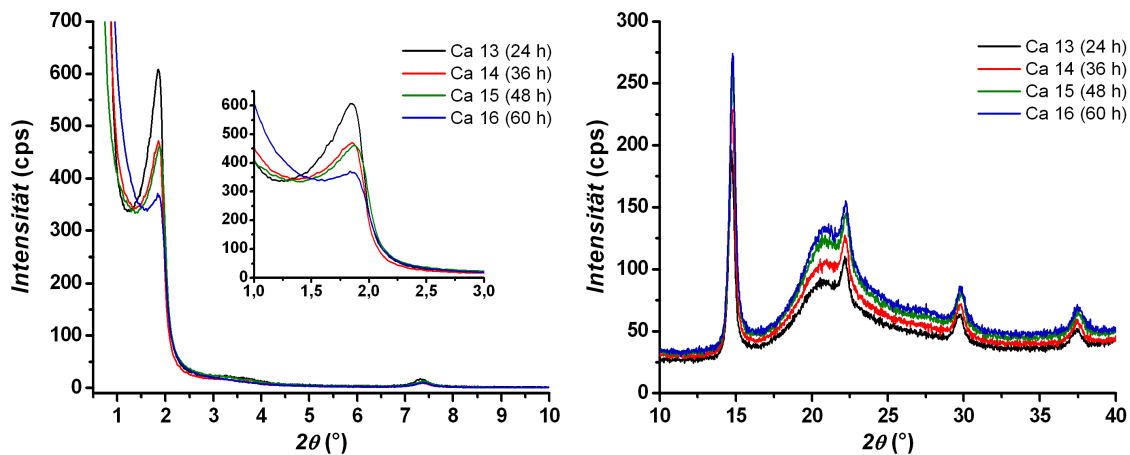 700
600
500
400
300
200
100
0
Intensität (cps)
1 2 3 4 5 6 7 8 9 10
2θ (°)
Ca 13 (24 h)
Ca 14 (36 h)
Ca 15 (48 h)
Ca 16 (60 h)
600
500
400
300
200
100
0
1,0 1,5 2,0 2,5 3,0
300
250
200
150
100
50
0
Intensität (cps)
10 15 20 25 30 35 40
2θ (°)
Ca 13 (24 h)
Ca 14 (36 h)
Ca 15 (48 h)
Ca 16 (60 h)